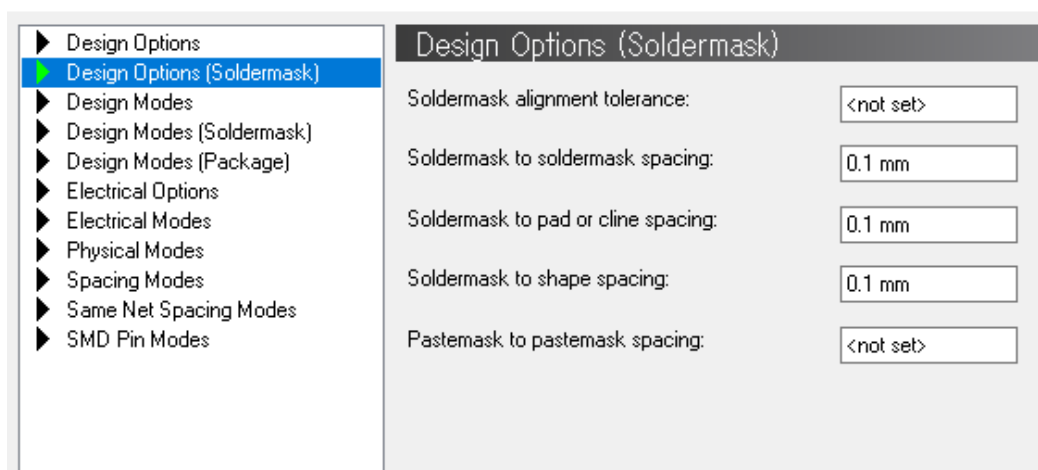 Design Options
Design Options (Soldermask)
Design Modes
Design Modes (Soldermask)
Design Modes (Package)
Electrical Options
Electrical Modes
Physical Modes
Spacing Modes
Same Net Spacing Modes
SMD Pin Modes
Design Options (Soldermask)
Soldermask alignment tolerance: <not set>
Soldermask to soldermask spacing: 0.1 mm
Soldermask to pad or cline spacing: 0.1 mm
Soldermask to shape spacing: 0.1 mm
Pastemask to pastemask spacing: <not set>